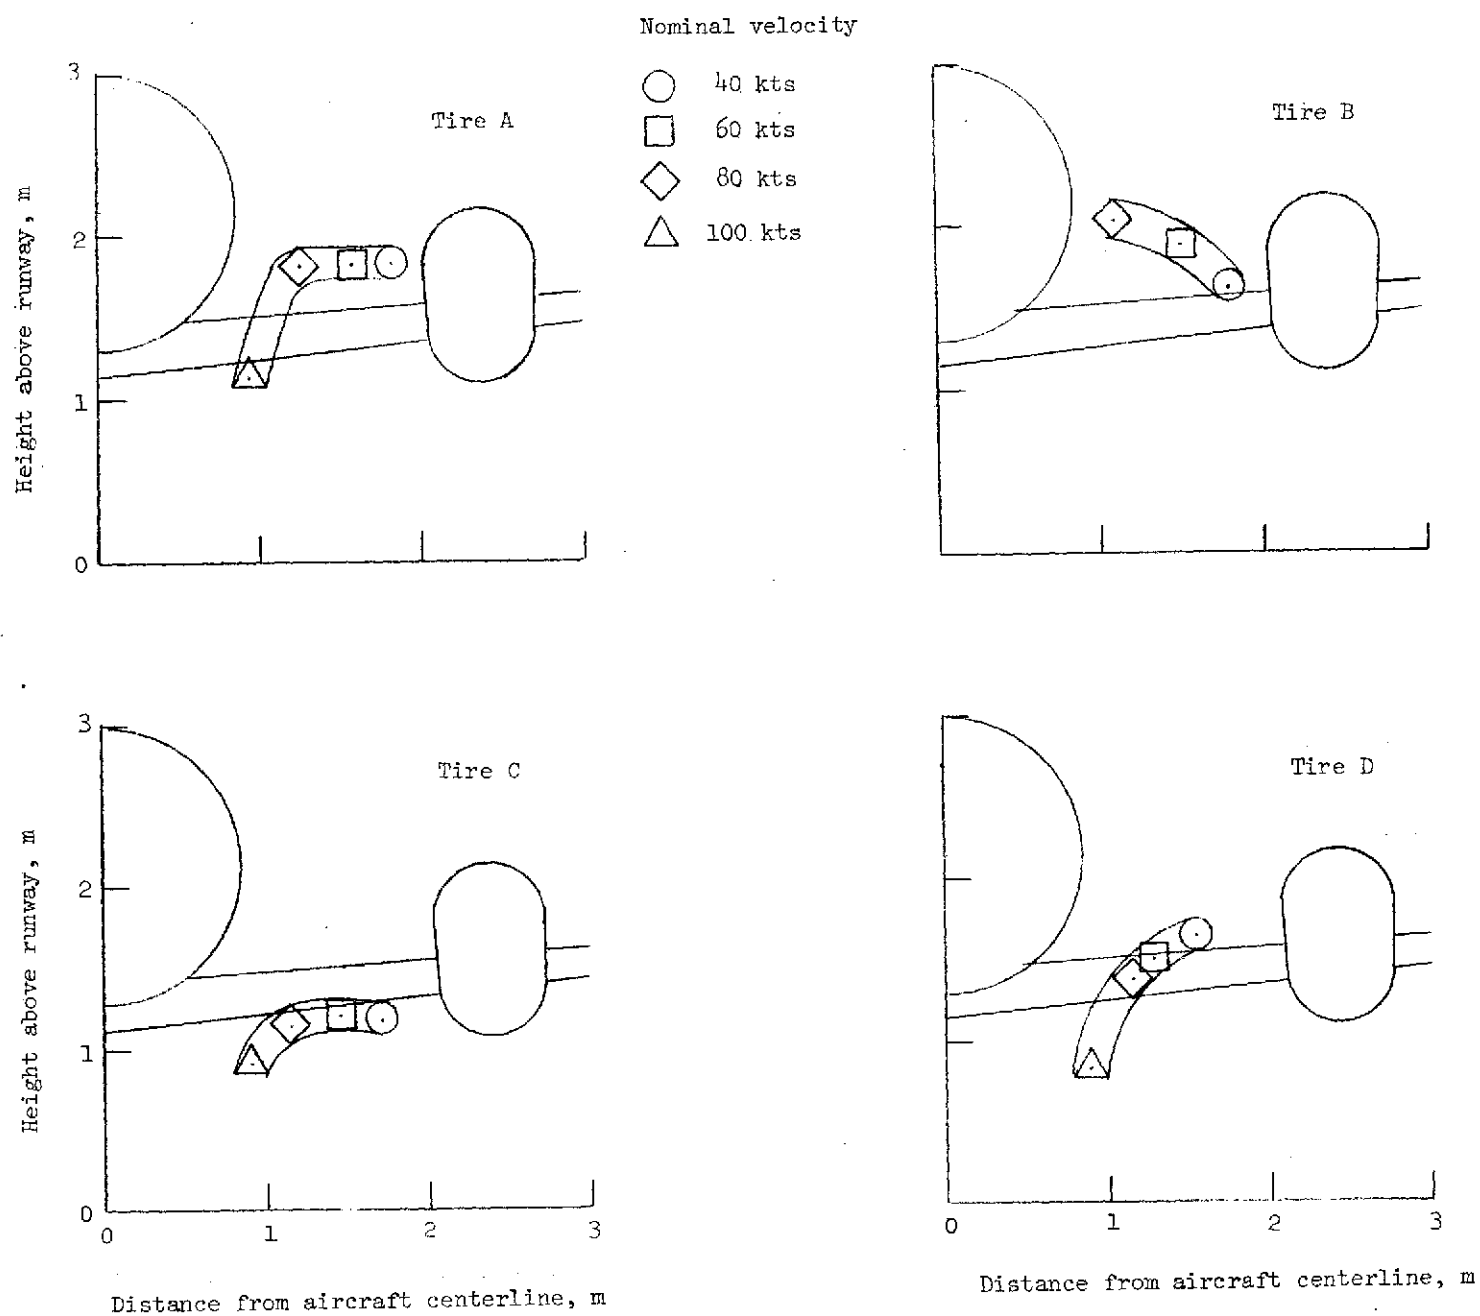 Nominal velocity
40 kts
60 kts
80 kts
100 kts
Tire A
3
2
1
0
Height above runway, m
Tire B
Tire C
3
2
1
0
0 1 2 3
Height above runway, m
Distance from aircraft centerline, m
Tire D
0 1 2 3
Distance from aircraft centerline, m